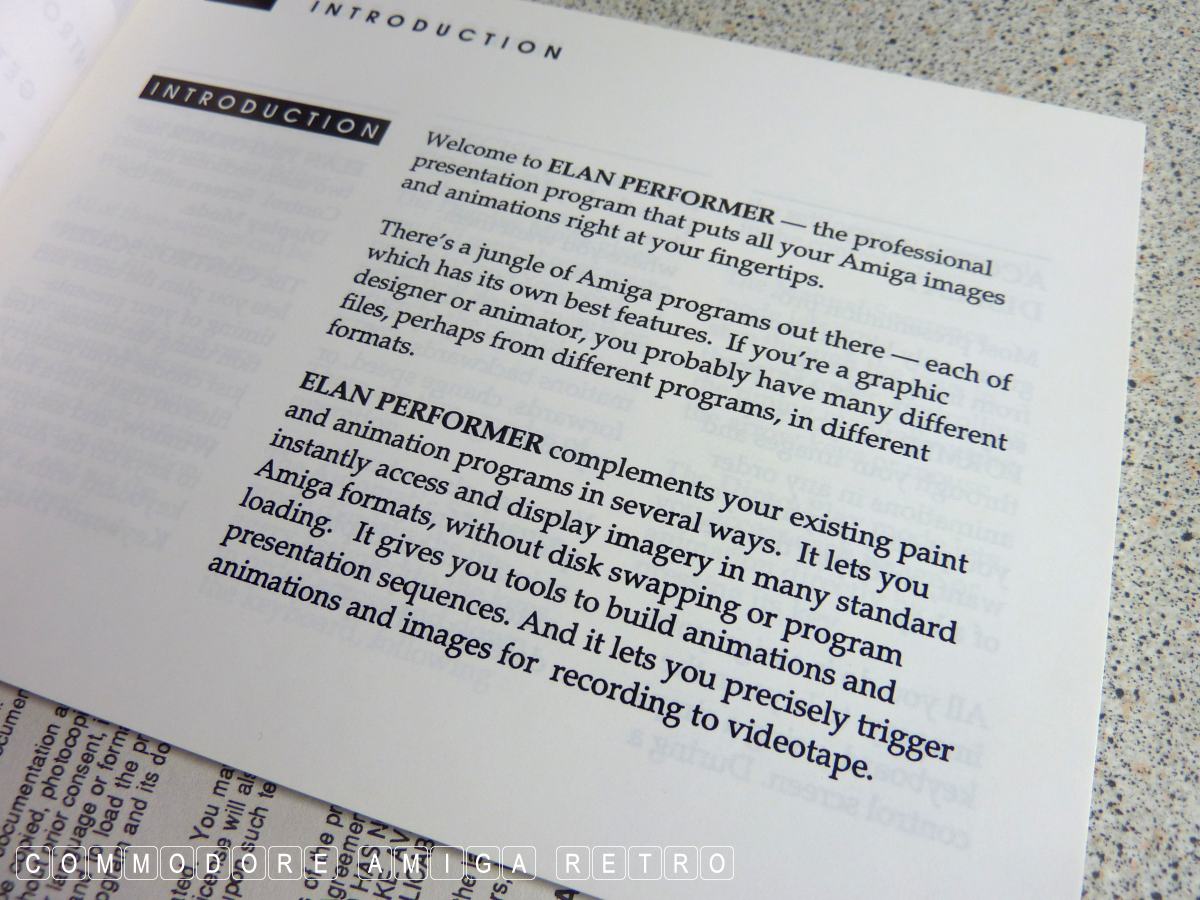 INTRODUCTION
INTRODUCTION
Welcome to ELAN PERFORMER — the professional
presentation program that puts all your Amiga images
and animations right at your fingertips.
There's a jungle of Amiga programs out there — each of
which has its own best features. If you're a graphic
designer or animator, you probably have many different
files, perhaps from different programs, in different
formats.
ELAN PERFORMER complements your existing paint
and animation programs in several ways. It lets you
instantly access and display imagery in many standard
Amiga formats, without disk swapping or program
loading. It gives you tools to build animations and
presentation sequences. And it lets you precisely trigger
animations and images for recording to videotape.
COMMODORE AMIGA RETRO